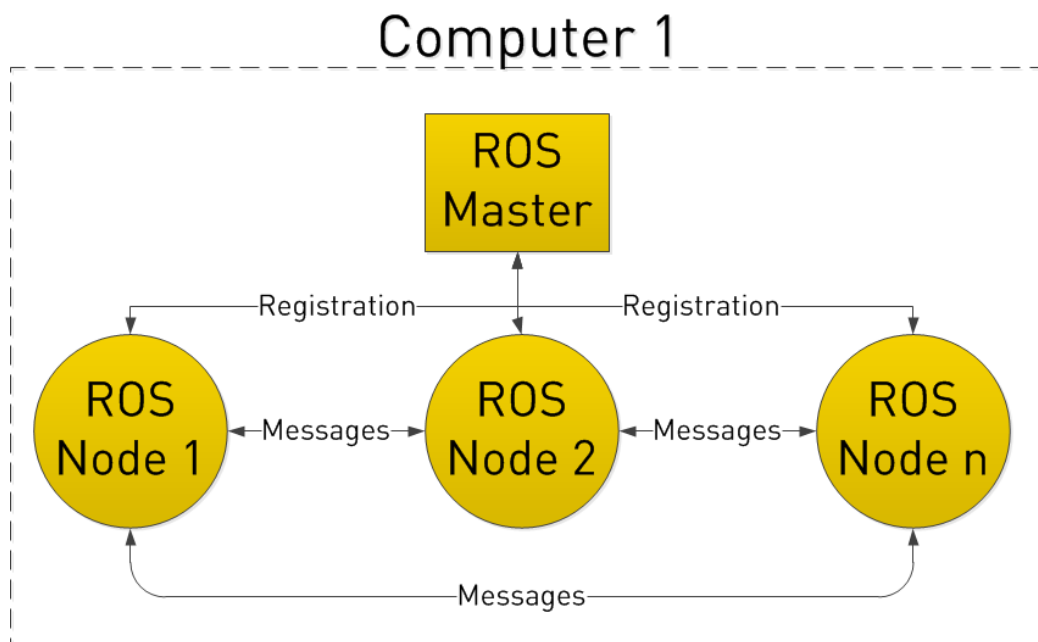 Computer 1
ROS
Master
Registration
Registration
ROS
Node 1
Messages
ROS
Node 2
Messages
ROS
Node n
Messages